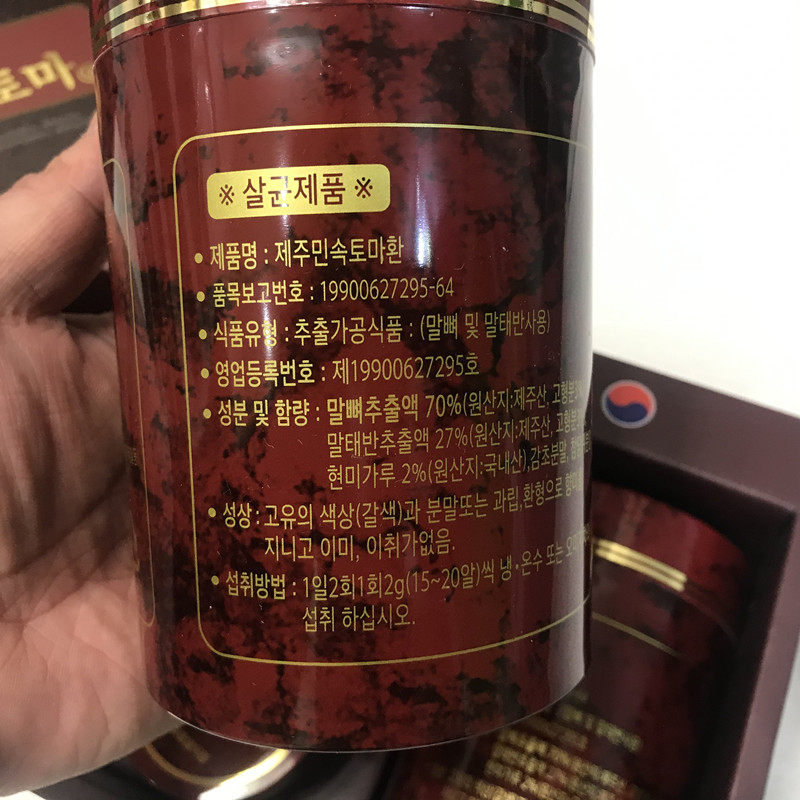 토마
※ 살균제품 ※
• 제품명 : 제주민속토마환
• 품목보고번호 : 19900627295-64
• 식품유형 : 추출가공식품 : (말뼈 및 말태반사용)
• 영업등록번호 : 제19900627295호
• 성분 및 함량 : 말뼈추출액 70%(원산지:제주산, 고형분
말태반추출액 27%(원산지:제주산, 고형분
현미가루 2%(원산지:국내산),감초분말,
• 성상 : 고유의 색상(갈색)과 분말또는 과립,환형으로
지니고 이미, 이취가없음.
• 섭취방법 : 1일2회1회2g(15~20알)씩 냉·온수 또는
섭취 하십시오.